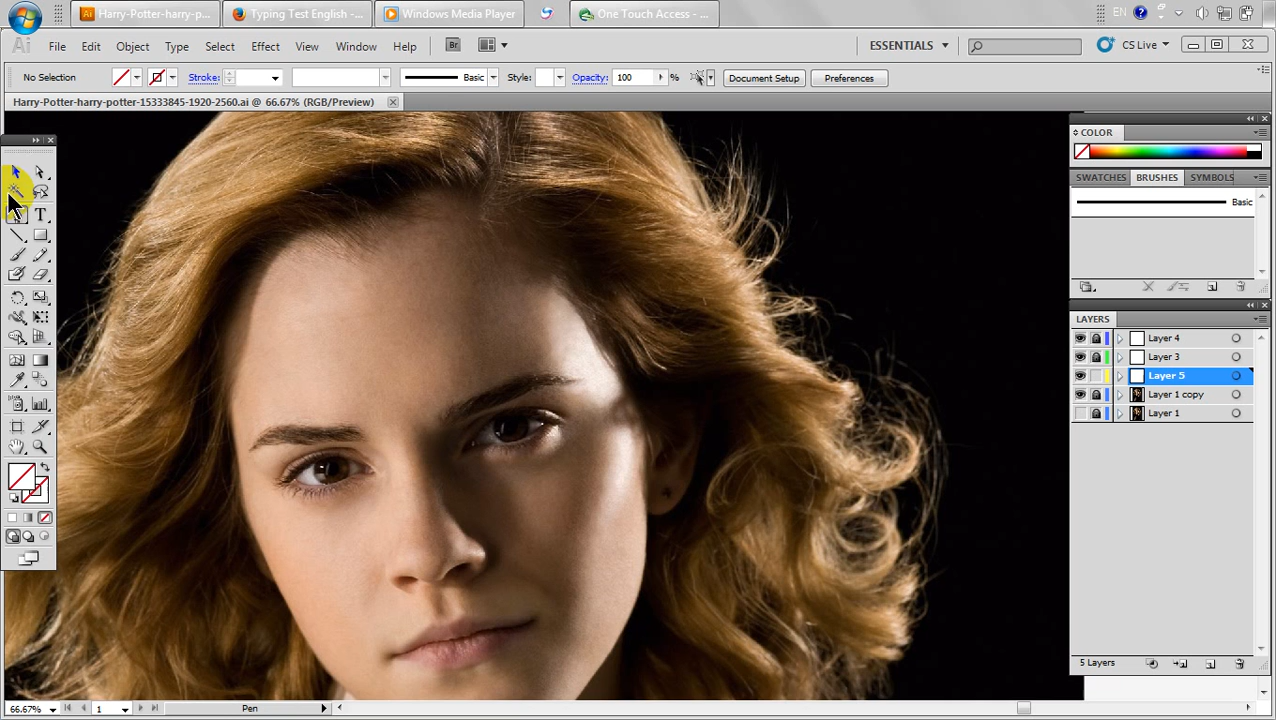 Harry-Potter-harry-p...
Typing Test English -...
Windows Media Player
One Touch Access - ...
EN
Ai
File
Edit
Object
Type
Select
Effect
View
Window
Help
Br
ESSENTIALS
CS Live
No Selection
Stroke:
Basic
Style:
Opacity:
100
%
Document Setup
Preferences
Harry-Potter-harry-potter-15333845-1920-2560.ai @ 66.67% (RGB/Preview)
COLOR
SWATCHES
BRUSHES
SYMBOLS
Basic
LAYERS
Layer 4
Layer 3
Layer 5
Layer 1 copy
Layer 1
5 Layers
66.67%
1
Pen